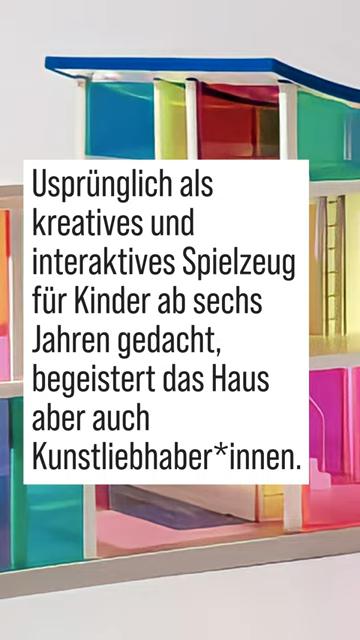 Usprünglich als
kreatives und
interaktives Spielzeug
für Kinder ab sechs
Jahren gedacht,
begeistert das Haus
aber auch
Kunstliebhaber*innen.